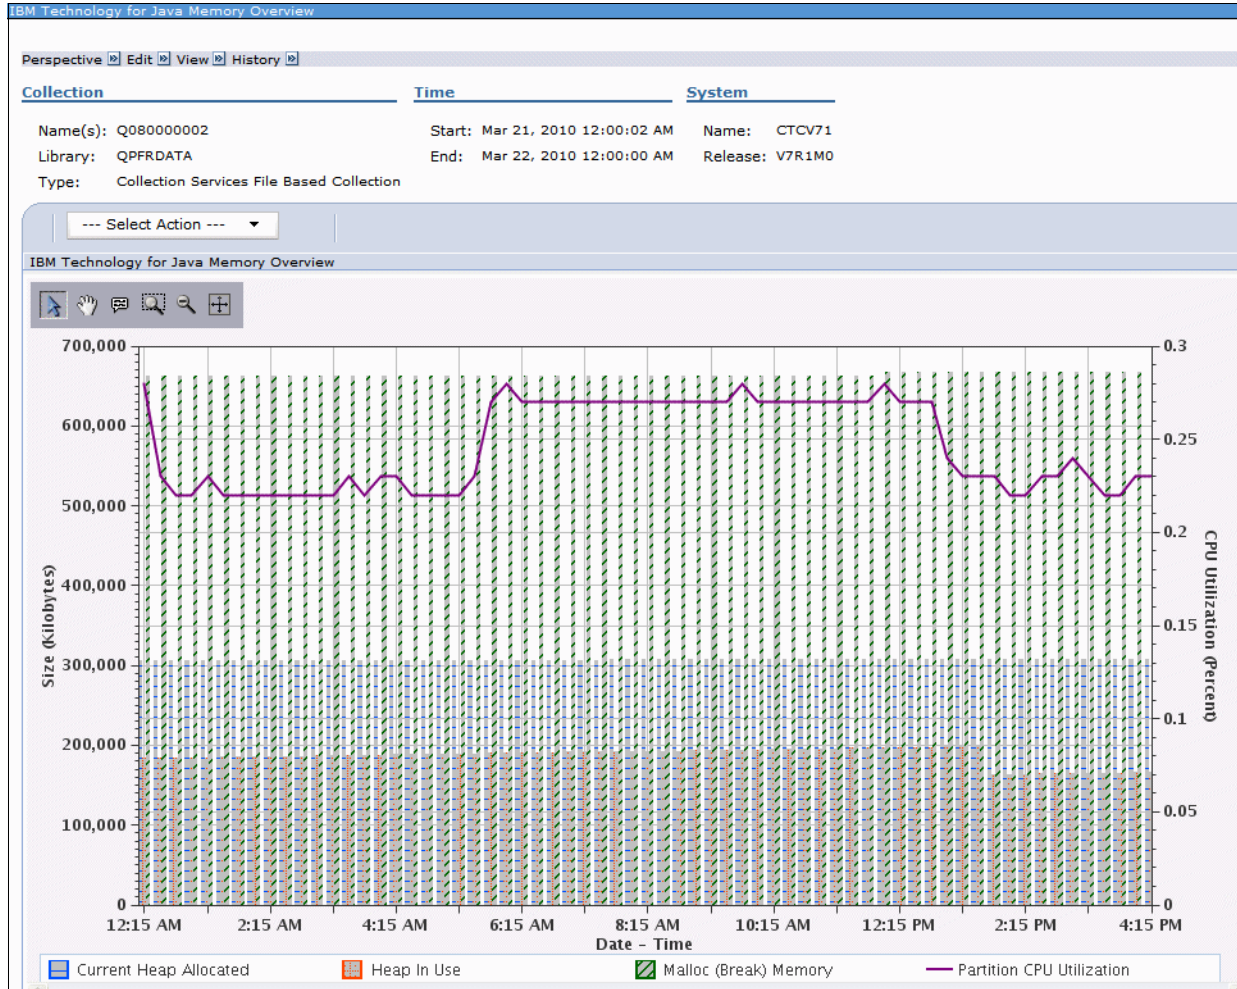 IBM Technology for Java Memory Overview
Perspective Edit View History
Collection Time System
Name(s): Q080000002 Start: Mar 21, 2010 12:00:02 AM Name: CTCV71
Library: QPFRDATA End: Mar 22, 2010 12:00:00 AM Release: V7R1M0
Type: Collection Services File Based Collection
--- Select Action ---
IBM Technology for Java Memory Overview
700,000 0.3
600,000
0.25
500,000
0.2
400,000
0.15
300,000
0.1
200,000
0.05
100,000
0 0
Size (Kilobytes)
CPU Utilization (Percent)
12:15 AM 2:15 AM 4:15 AM 6:15 AM 8:15 AM 10:15 AM 12:15 PM 2:15 PM 4:15 PM
Date - Time
Current Heap Allocated Heap In Use Malloc (Break) Memory Partition CPU Utilization